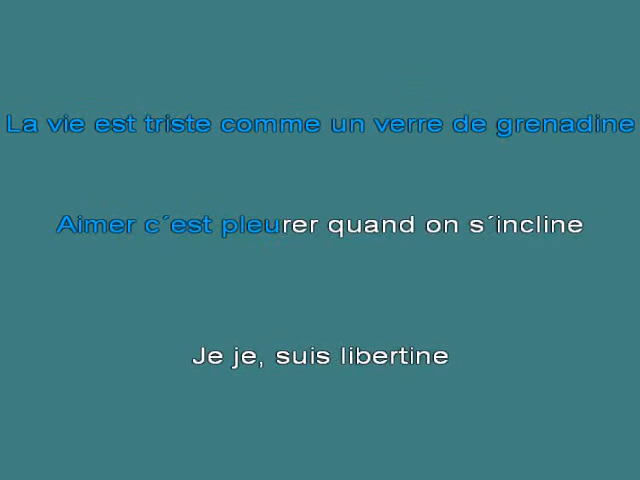 La vie est triste comme un verre de grenadine
Aimer c´est pleurer quand on s´incline
Je je, suis libertine